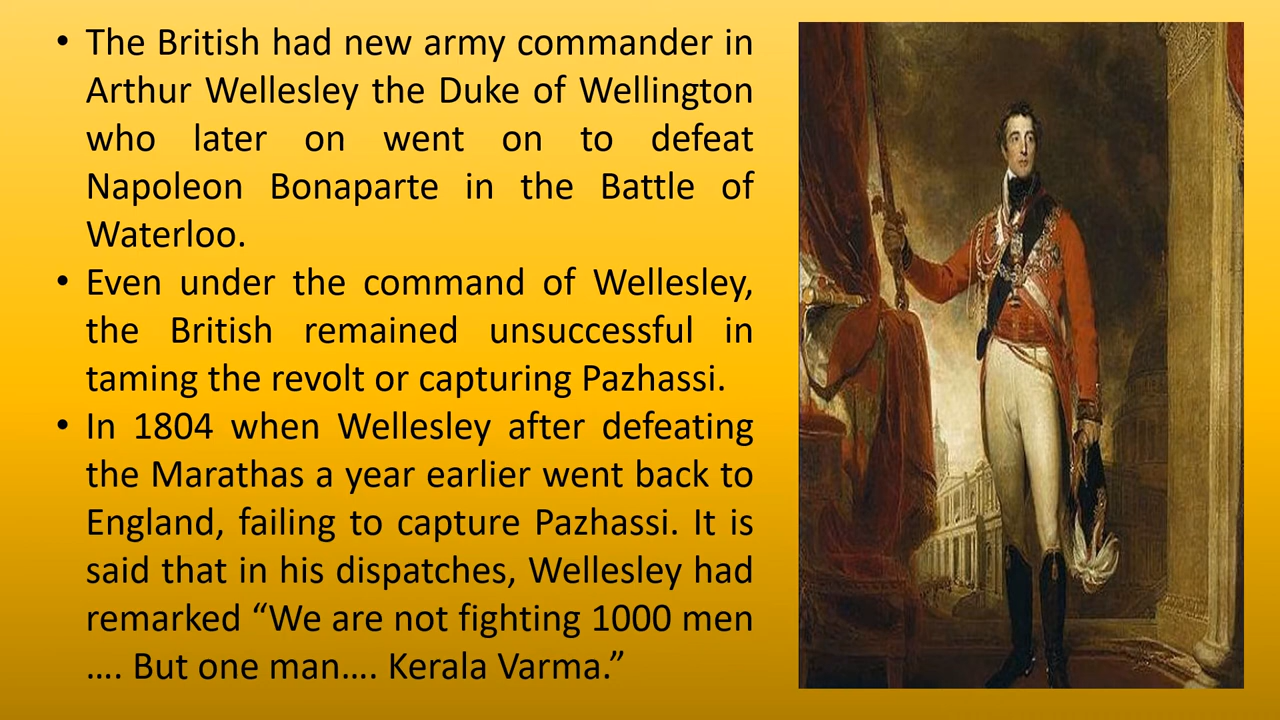 • The British had new army commander in
Arthur Wellesley the Duke of Wellington
who later on went on to defeat
Napoleon Bonaparte in the Battle of
Waterloo.
• Even under the command of Wellesley,
the British remained unsuccessful in
taming the revolt or capturing Pazhassi.
• In 1804 when Wellesley after defeating
the Marathas a year earlier went back to
England, failing to capture Pazhassi. It is
said that in his dispatches, Wellesley had
remarked “We are not fighting 1000 men
…. But one man…. Kerala Varma.”